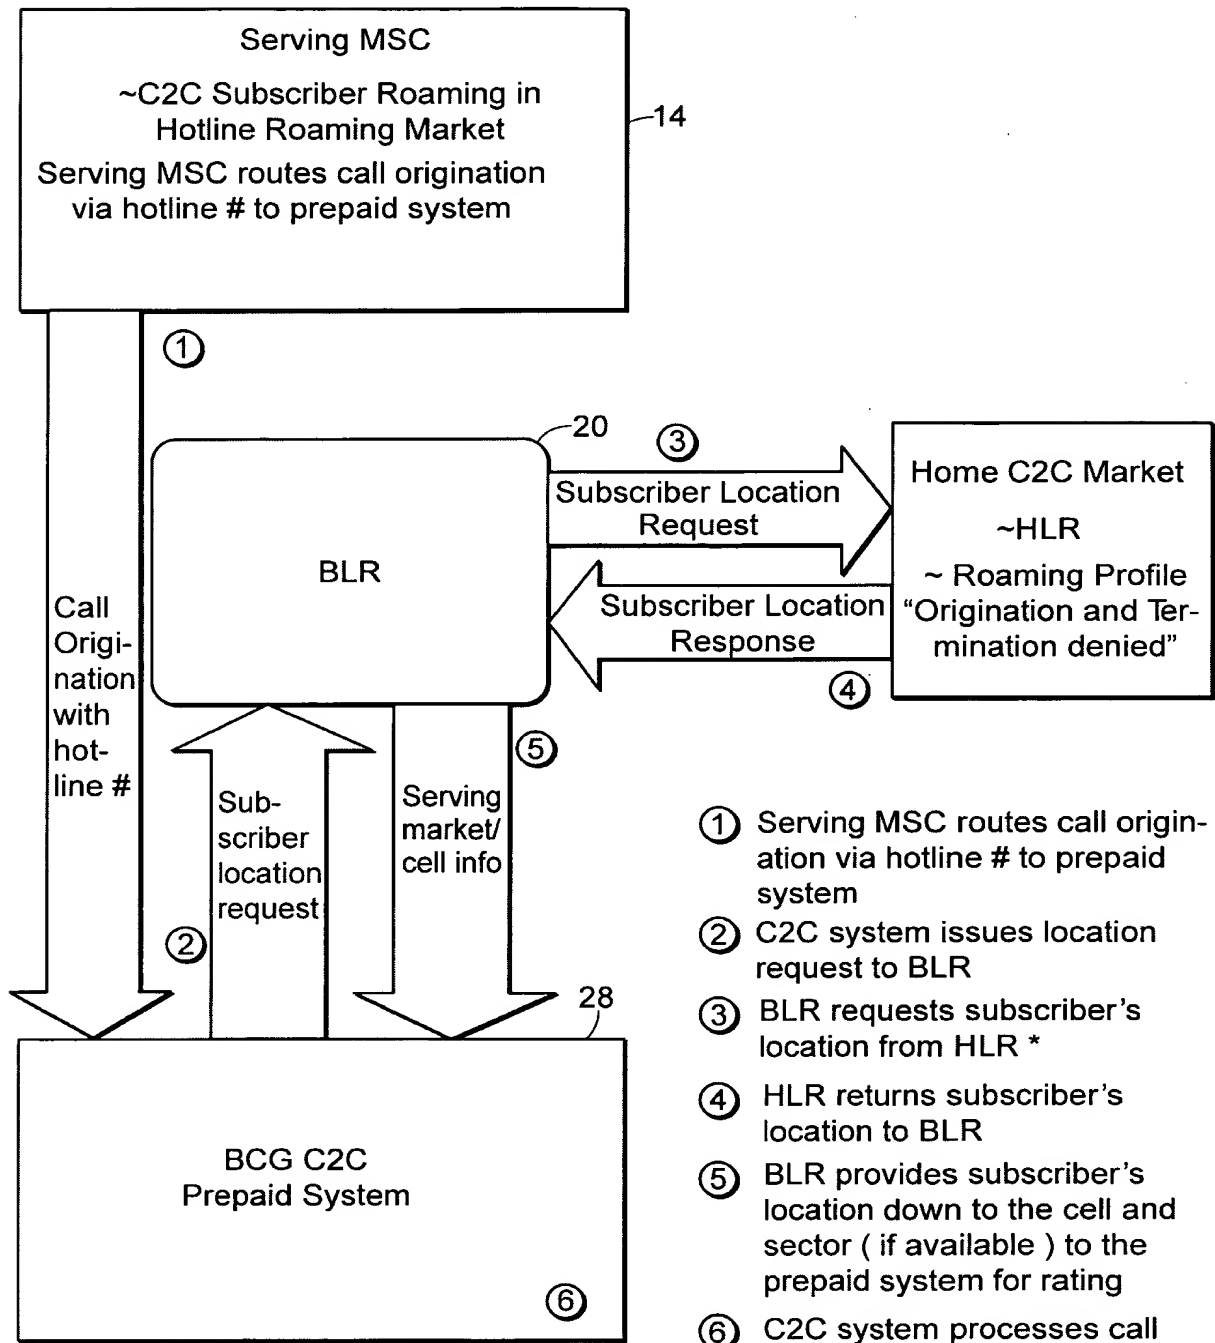 Serving MSC
~C2C Subscriber Roaming in
Hotline Roaming Market
Serving MSC routes call origination
via hotline # to prepaid system
14
1
20
3
BLR
Subscriber Location
Request
Subscriber Location
Response
4
Home C2C Market
~HLR
~ Roaming Profile
“Origination and Ter-
mination denied”
Call
Origi-
nation
with
hot-
line #
2
Sub-
scriber
location
request
5
Serving
market/
cell info
28
BCG C2C
Prepaid System
6
1 Serving MSC routes call origin-
ation via hotline # to prepaid
system
2 C2C system issues location
request to BLR
3 BLR requests subscriber’s
location from HLR *
4 HLR returns subscriber’s
location to BLR
5 BLR provides subscriber’s
location down to the cell and
sector ( if available ) to the
prepaid system for rating
6 C2C system processes call